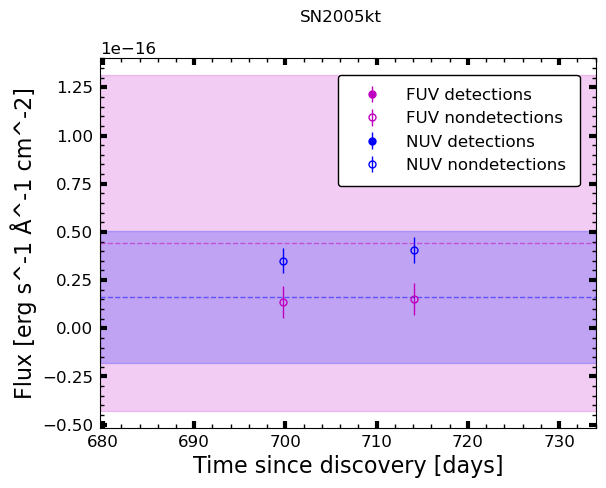 SN2005kt
1e−16
Flux [erg s^-1 Å^-1 cm^-2]
1.25
1.00
0.75
0.50
0.25
0.00
−0.25
−0.50
FUV detections
FUV nondetections
NUV detections
NUV nondetections
680 690 700 710 720 730
Time since discovery [days]